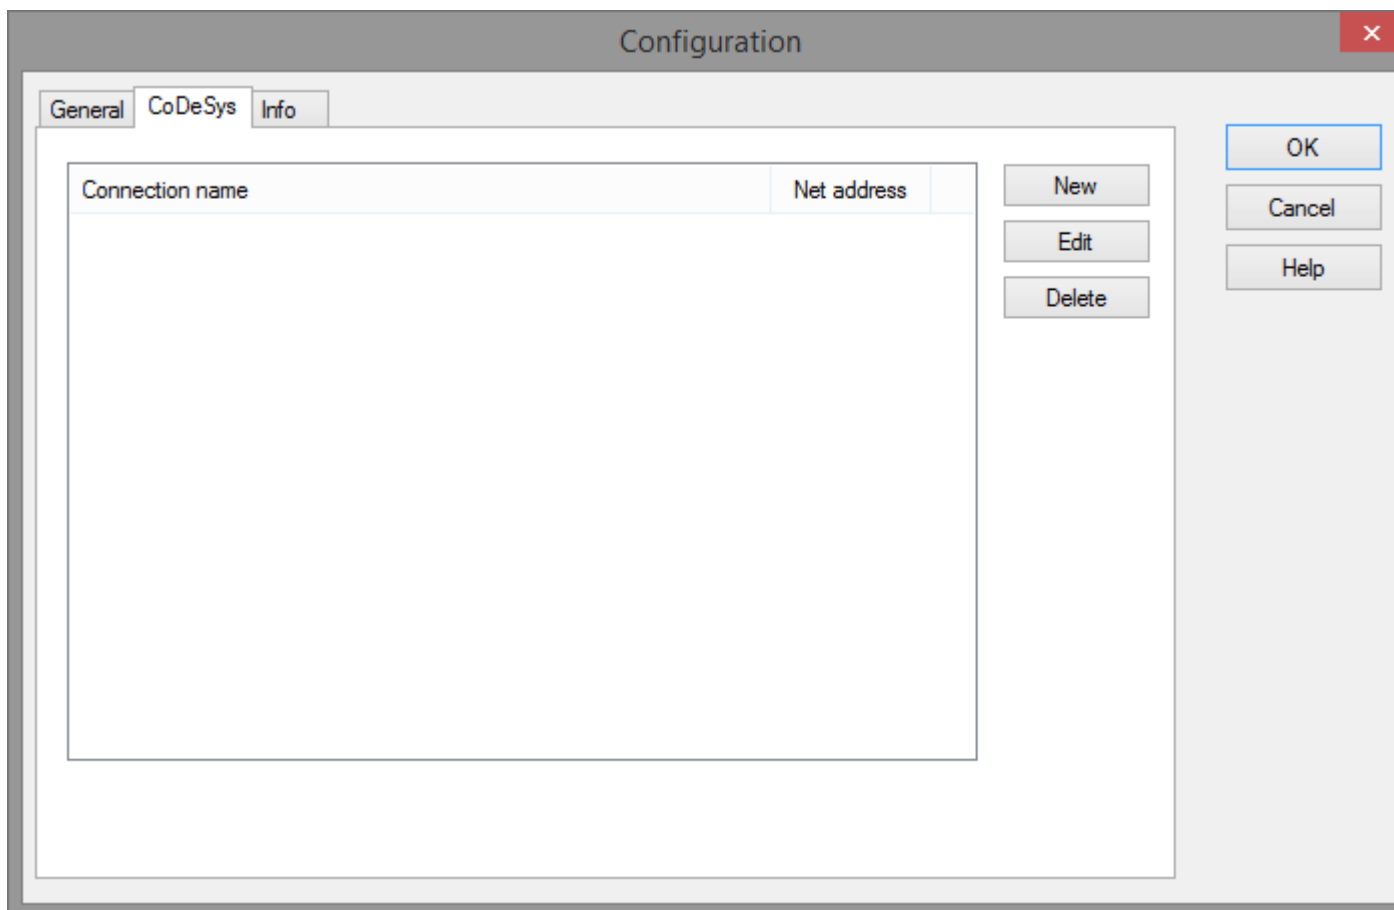 Configuration
General CoDeSys Info
Connection name Net address
New
Edit
Delete
OK
Cancel
Help